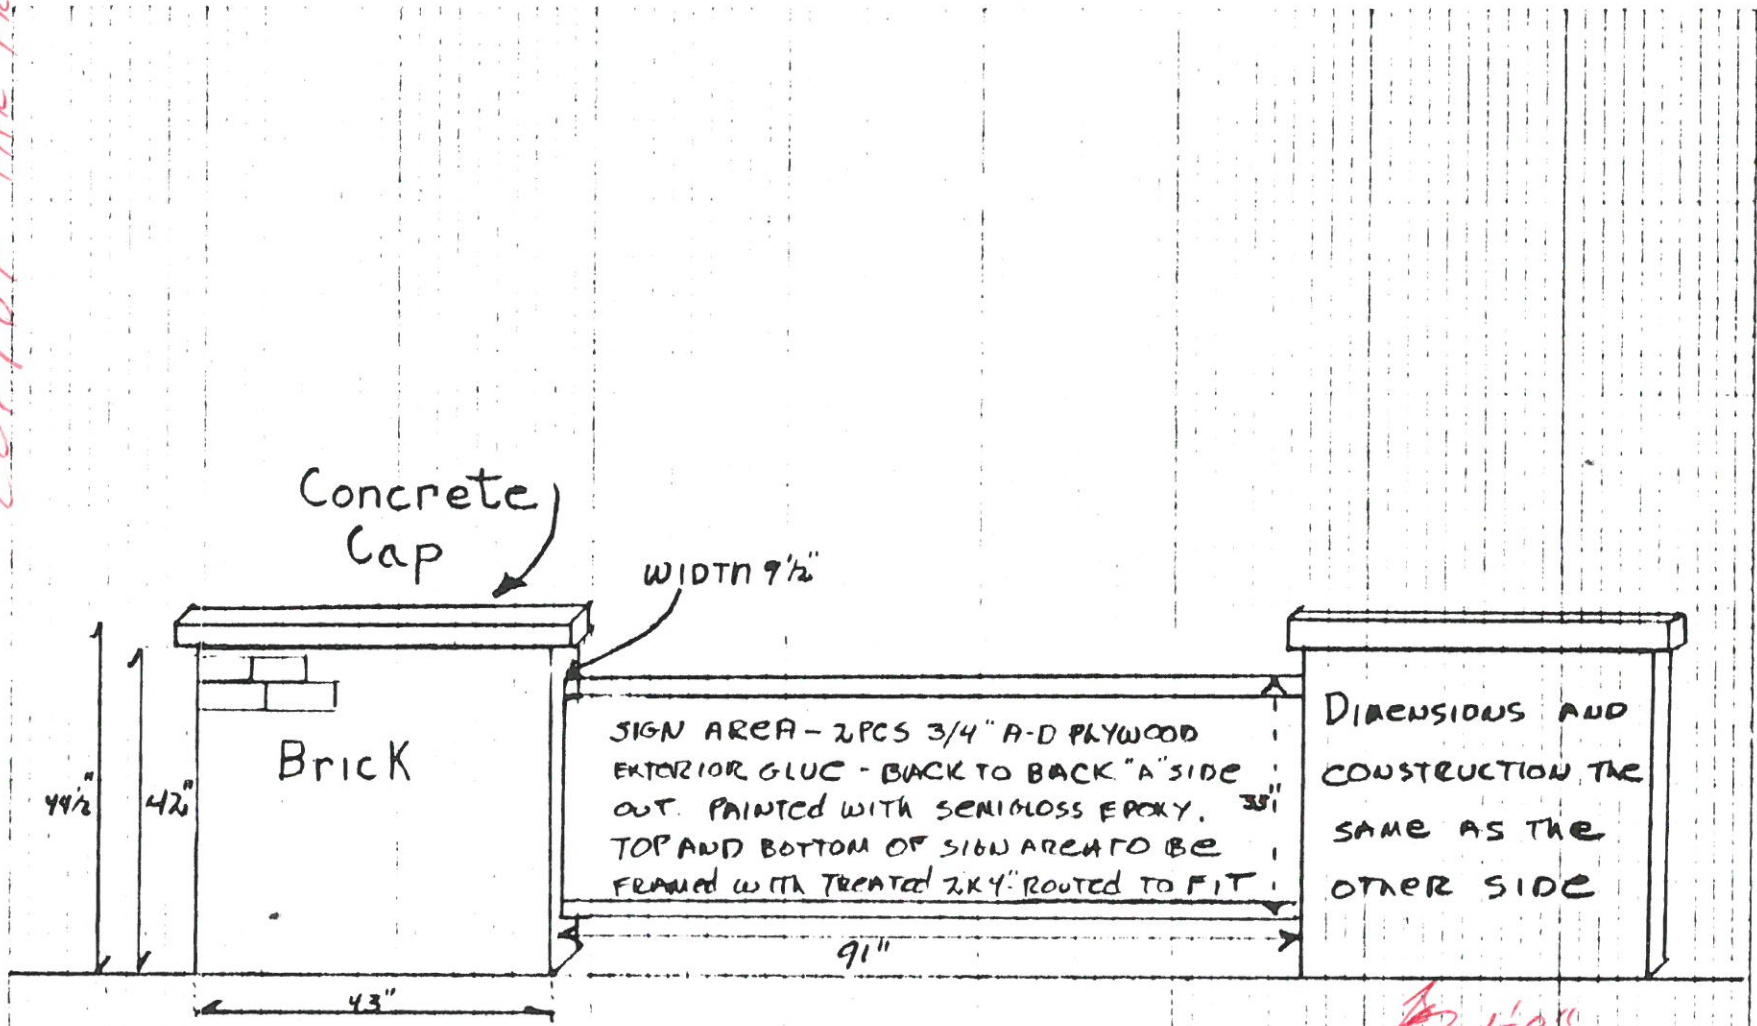 Concrete
Cap
WIDTH 9½"
Brick
44½"
42"
SIGN AREA - 2 PCS 3/4" A-D PLYWOOD
EXTERIOR GLUE - BACK TO BACK "A" SIDE
OUT. PAINTED WITH SEMIGLOSS EPOXY.
TOP AND BOTTOM OF SIGN AREA TO BE
FRAMED WITH TREATED 2X4" ROUTED TO FIT
33"
DIMENSIONS AND
CONSTRUCTION THE
SAME AS THE
OTHER SIDE
91"
43"